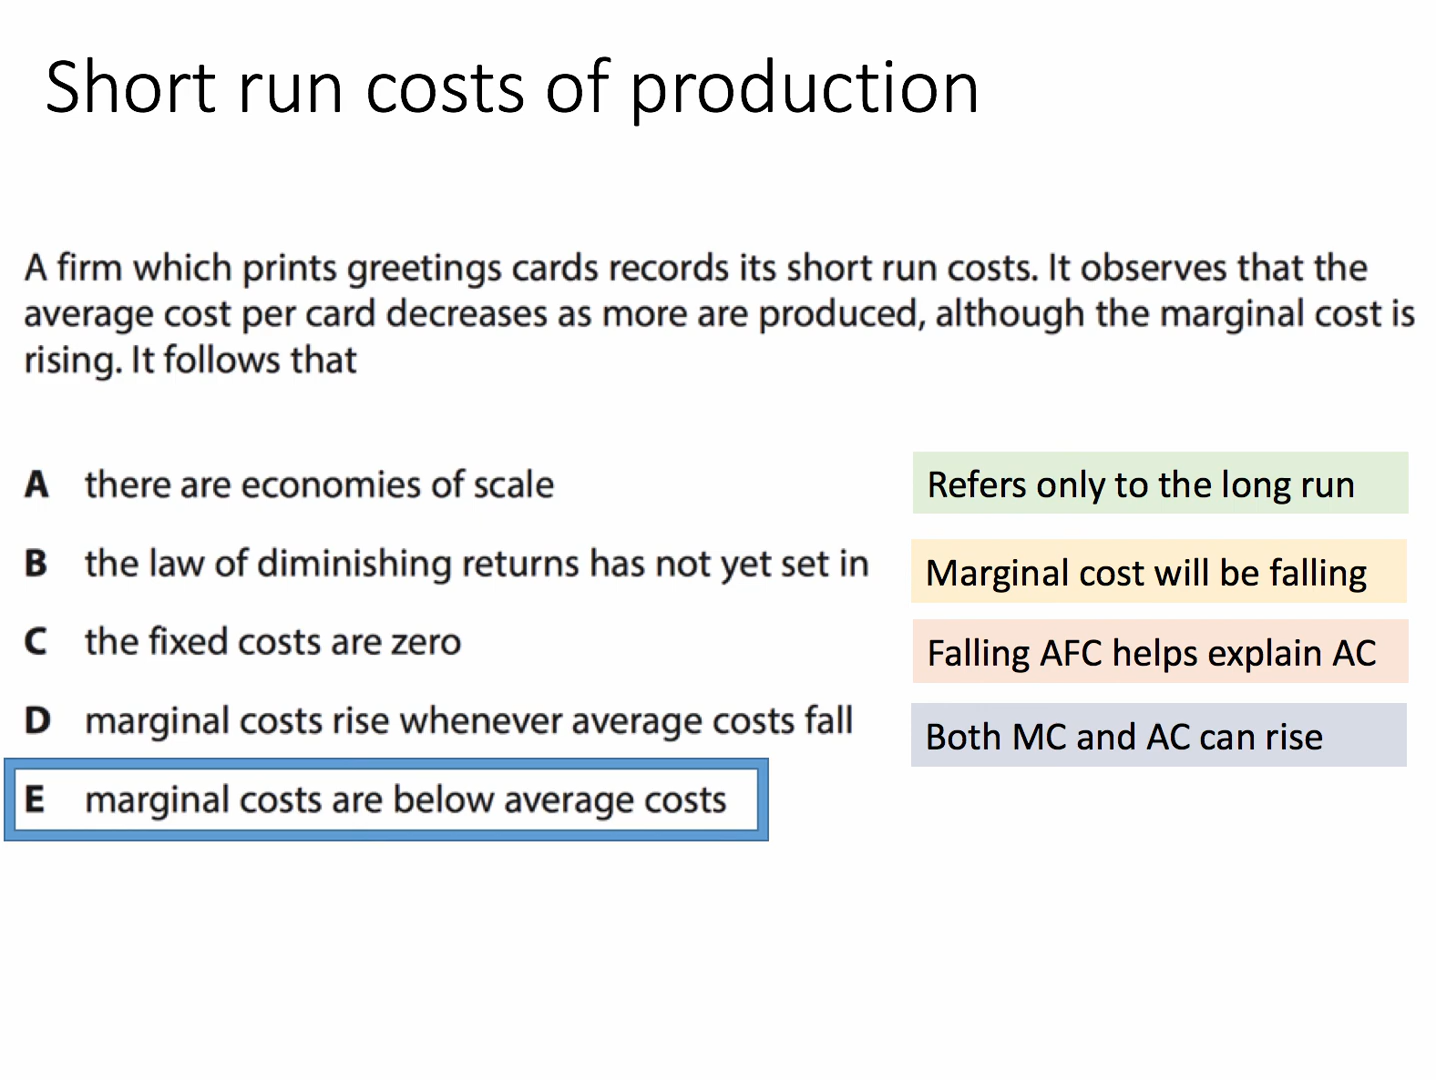 Short run costs of production
A firm which prints greetings cards records its short run costs. It observes that the
average cost per card decreases as more are produced, although the marginal cost is
rising. It follows that
A there are economies of scale
Refers only to the long run
B the law of diminishing returns has not yet set in
Marginal cost will be falling
C the fixed costs are zero
Falling AFC helps explain AC
D marginal costs rise whenever average costs fall
Both MC and AC can rise
E marginal costs are below average costs